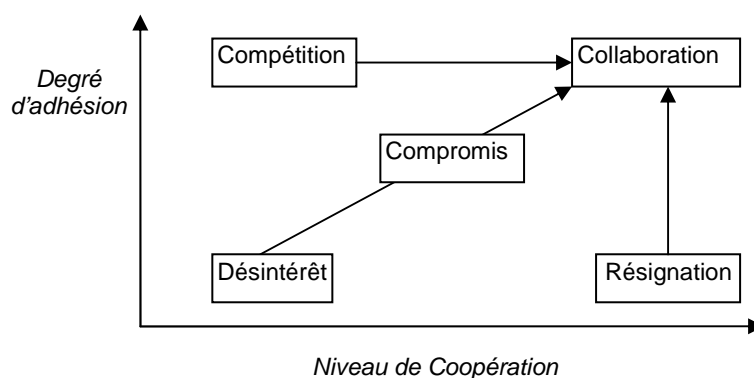 Compétition
Collaboration
Degré
d'adhésion
Compromis
Désintérêt
Résignation
Niveau de Coopération